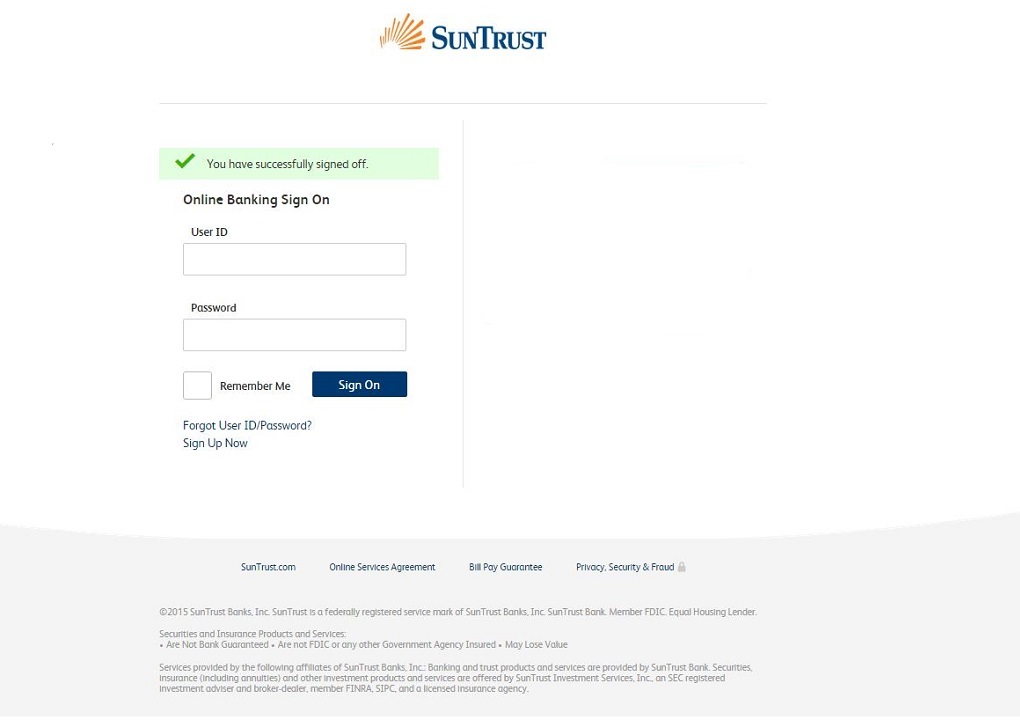 SUNTRUST
You have successfully signed off.
Online Banking Sign On
User ID
Password
Remember Me
Sign On
Forgot User ID/Password?
Sign Up Now
SunTrust.com Online Services Agreement Bill Pay Guarantee Privacy, Security & Fraud
©2015 SunTrust Banks, Inc. SunTrust is a federally registered service mark of SunTrust Banks, Inc. SunTrust Bank. Member FDIC. Equal Housing Lender.
Securities and Insurance Products and Services:
• Are Not Bank Guaranteed • Are not FDIC or any other Government Agency Insured • May Lose Value
Services provided by the following affiliates of SunTrust Banks, Inc.: Banking and trust products and services are provided by SunTrust Bank. Securities,
insurance (including annuities) and other investment products and services are offered by SunTrust Investment Services, Inc., an SEC registered
investment adviser and broker-dealer, member FINRA, SIPC, and a licensed insurance agency.